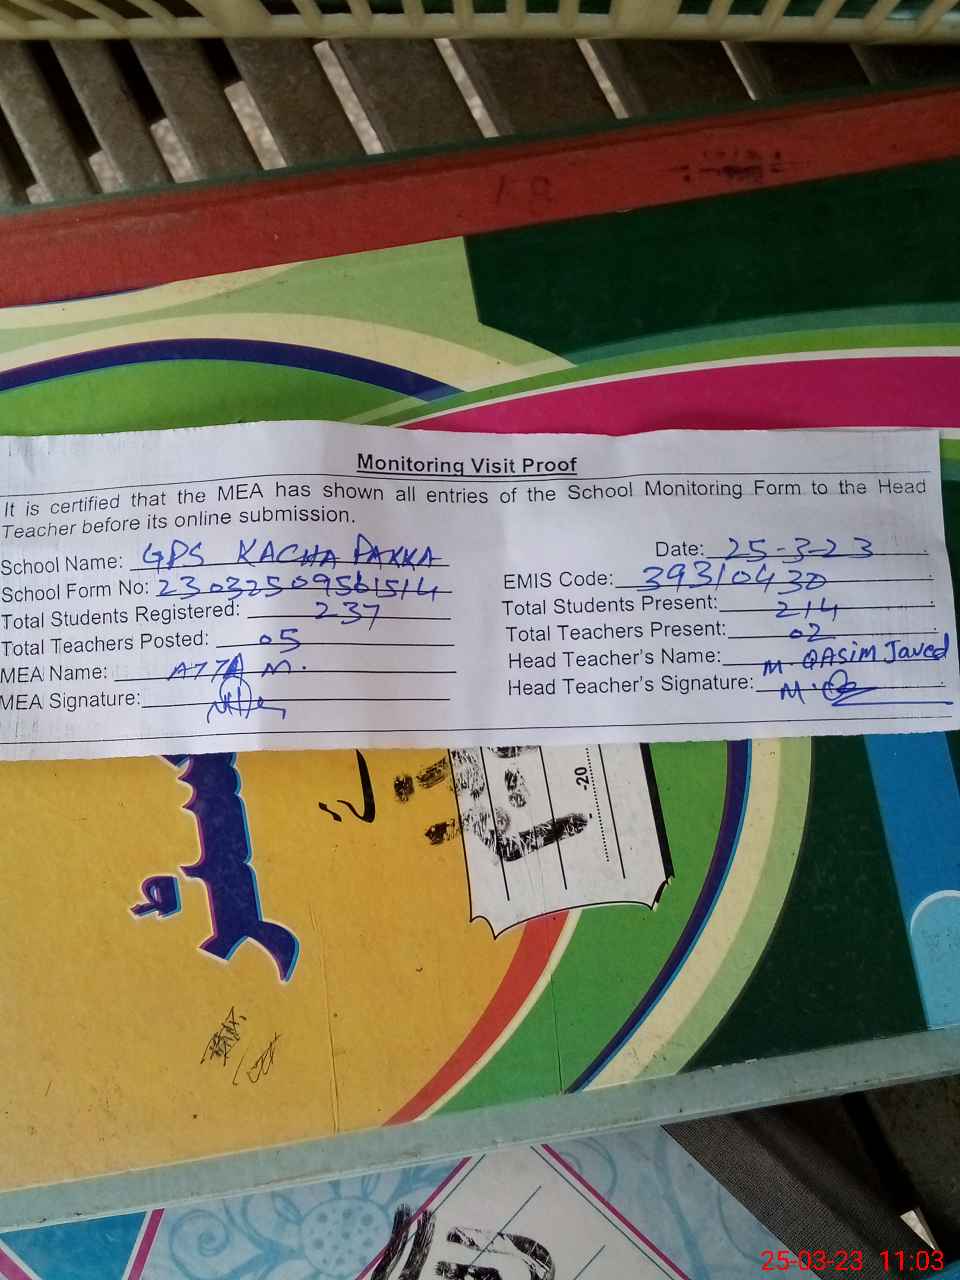 Monitoring Visit Proof
It is certified that the MEA has shown all entries of the School Monitoring Form to the Head
Teacher before its online submission.
School Name: GPS KACHA PAKKA
Date: 25-3-23
School Form No: 23032509561514
EMIS Code: 39310430
Total Students Registered: 237
Total Students Present: 214
Total Teachers Posted: 05
Total Teachers Present: 02
MEA Name: ATTA M.
Head Teacher's Name: M. QASIM Javed
MEA Signature:
Head Teacher's Signature: M.
-20
25-03-23 11:03